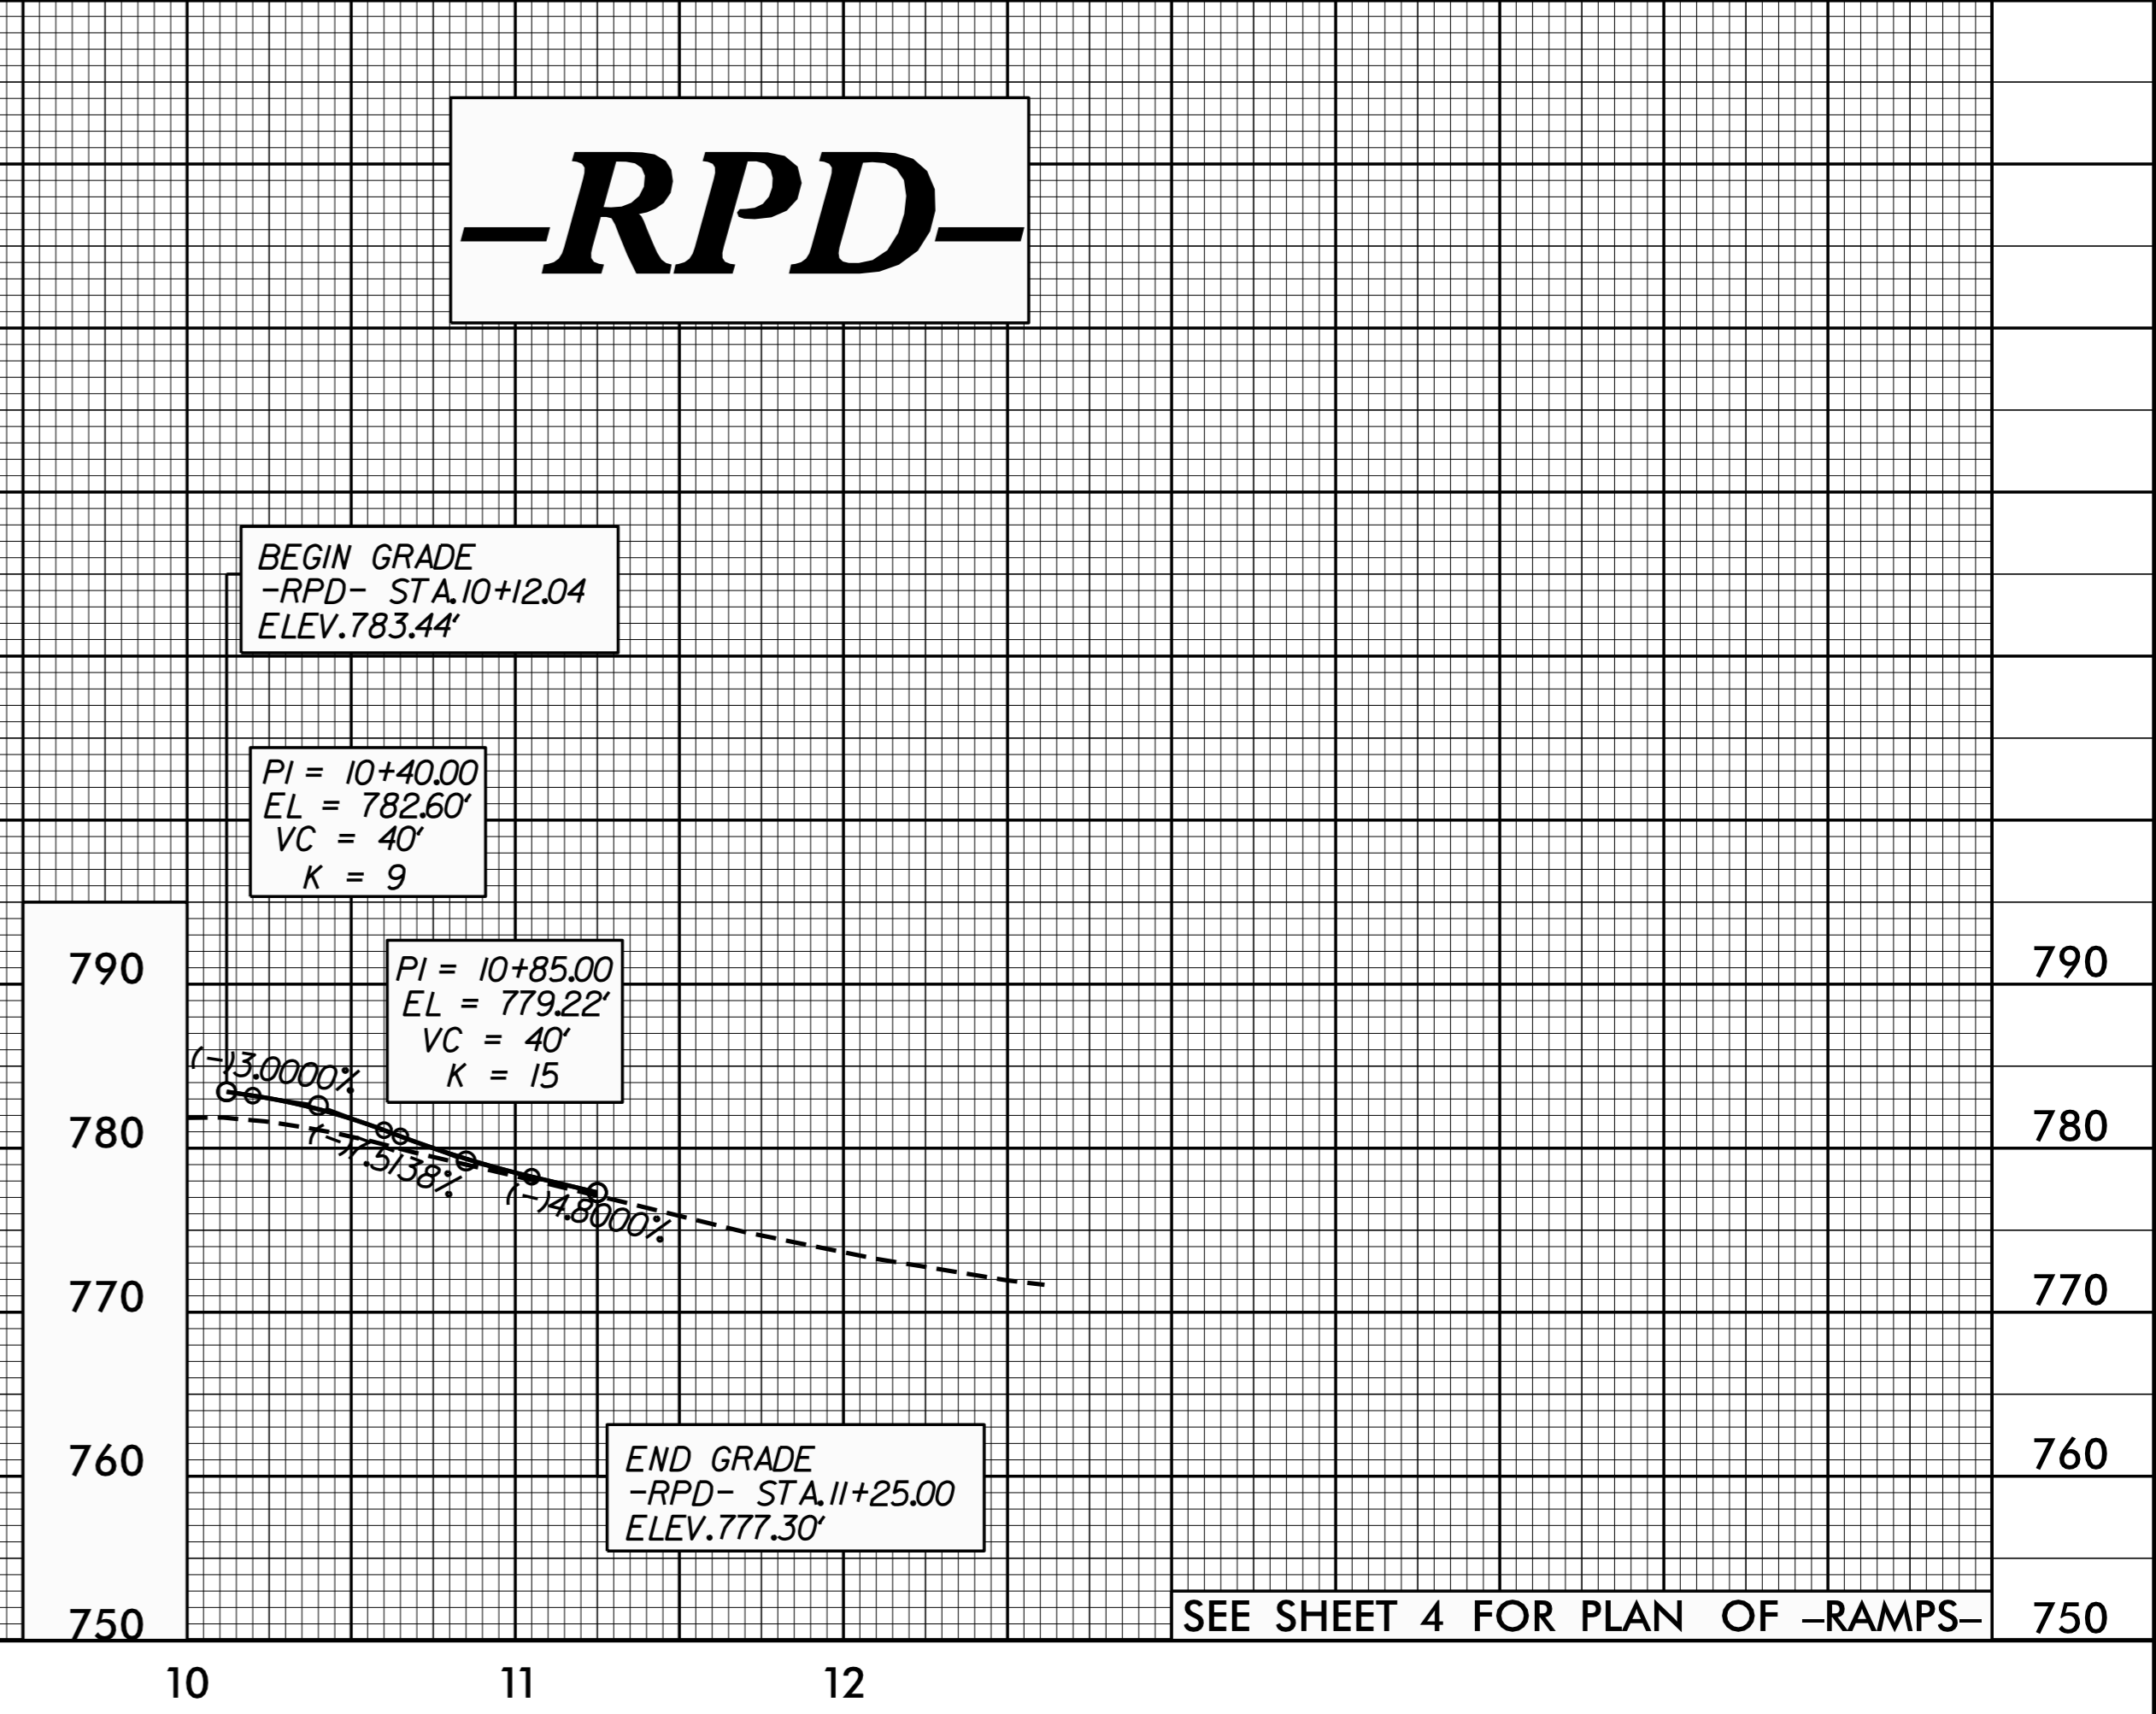 -RPD-
BEGIN GRADE
-RPD- STA.10+12.04
ELEV.783.44'
PI = 10+40.00
EL = 782.60'
VC = 40'
K = 9
790
790
PI = 10+85.00
EL = 779.22'
VC = 40'
K = 15
(-)3.0000%
780
780
(-)7.5138%
(-)4.8000%
770
770
760
760
END GRADE
-RPD- STA.11+25.00
ELEV.777.30'
750
SEE SHEET 4 FOR PLAN OF -RAMPS-
750
10 11 12